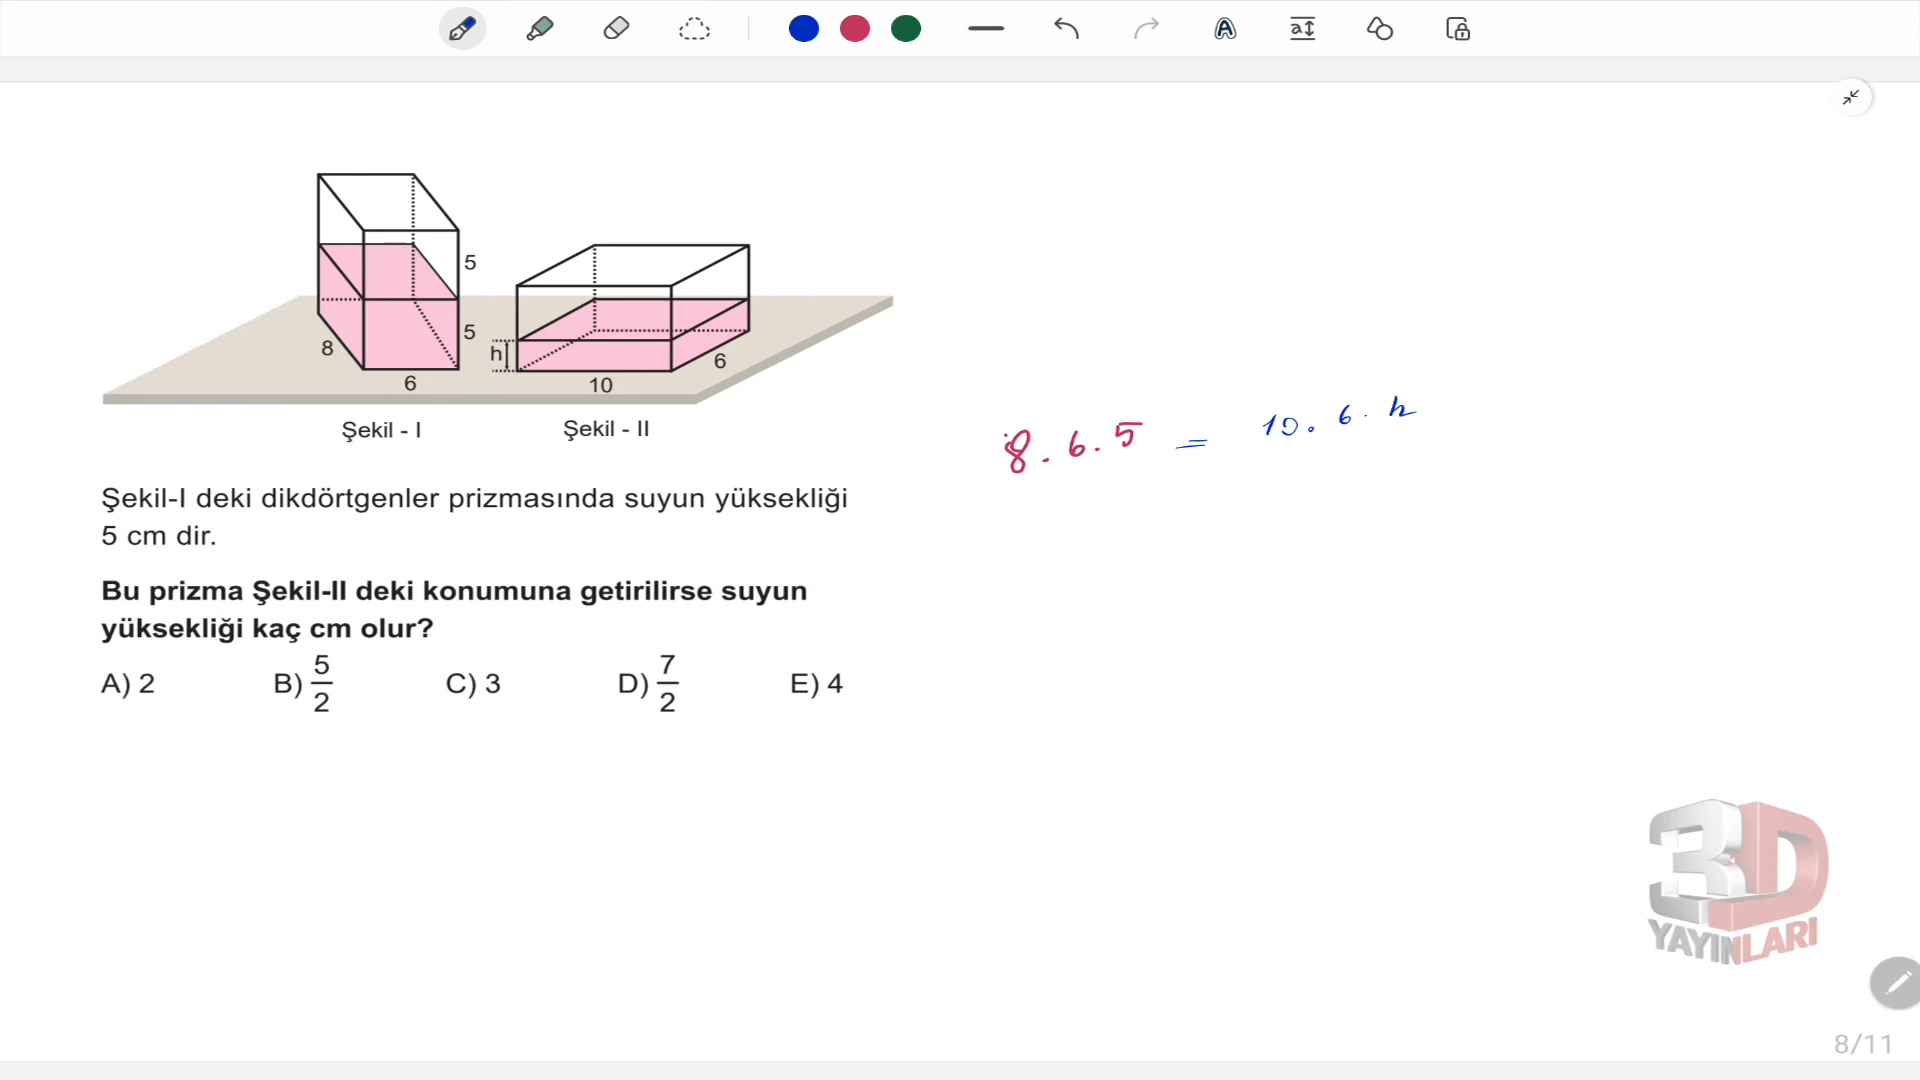 5
5
8
6
h
10
6
Şekil - I
Şekil - II
8 . 6 . 5 = 10 . 6 . h
Şekil-I deki dikdörtgenler prizmasında suyun yüksekliği
5 cm dir.
Bu prizma Şekil-II deki konumuna getirilirse suyun
yüksekliği kaç cm olur?
A) 2 B) 5/2 C) 3 D) 7/2 E) 4
3D
YAYINLARI
8/11